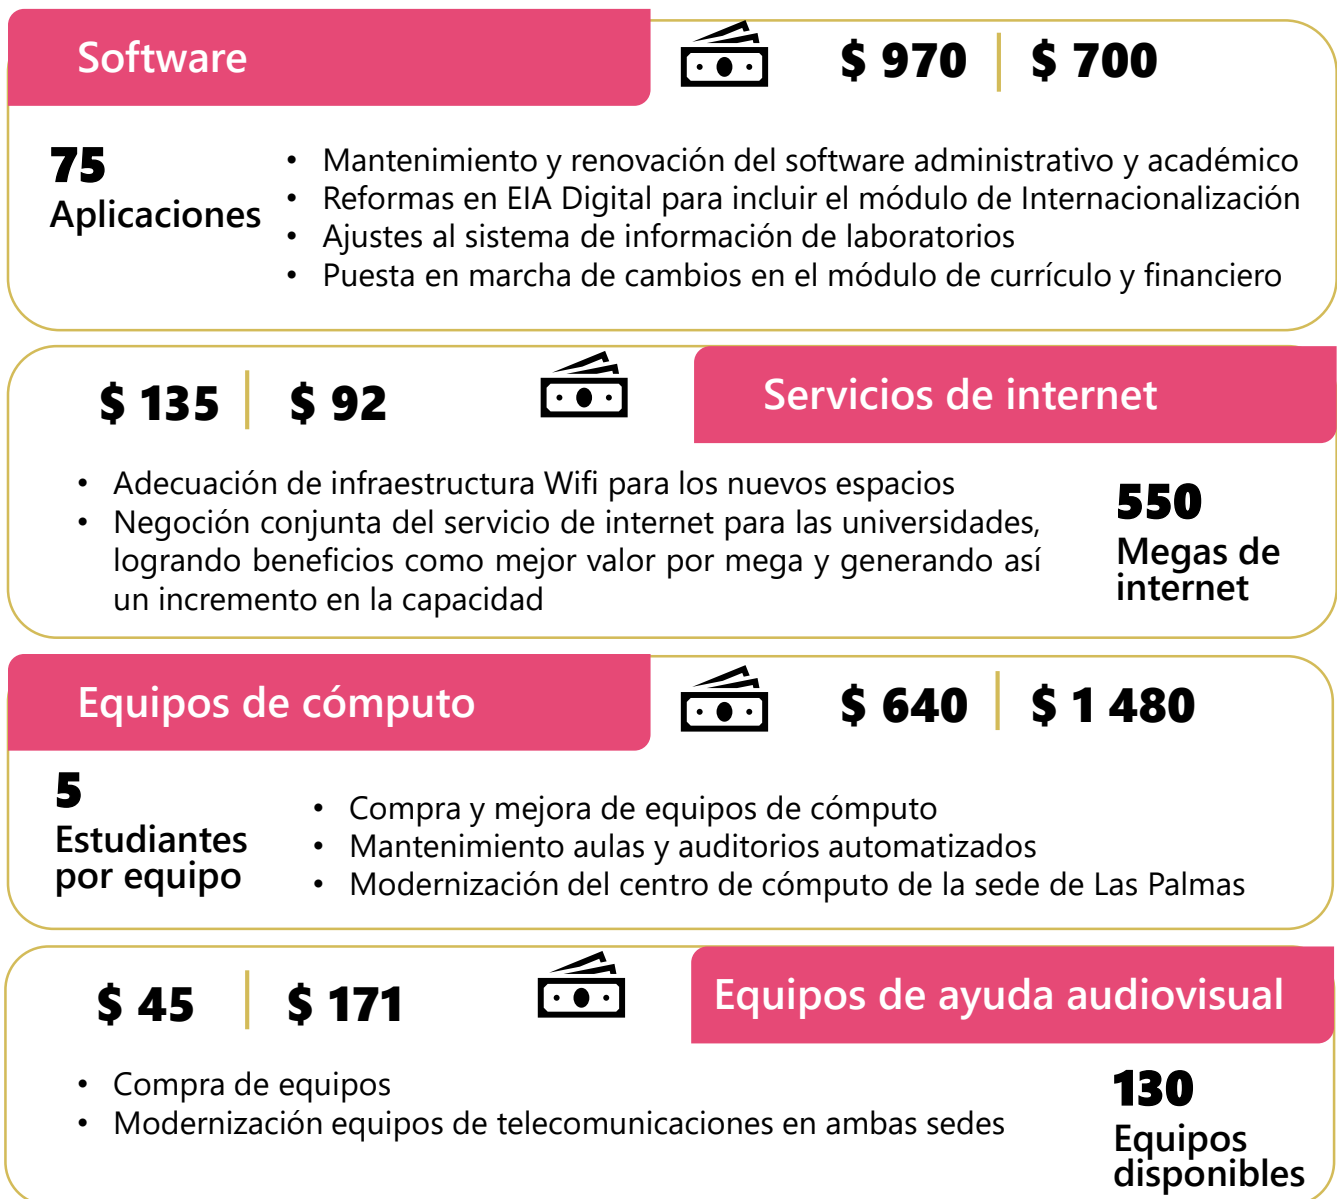 Software
$ 970 $ 700
75
Aplicaciones
• Mantenimiento y renovación del software administrativo y académico
• Reformas en EIA Digital para incluir el módulo de Internacionalización
• Ajustes al sistema de información de laboratorios
• Puesta en marcha de cambios en el módulo de currículo y financiero
$ 135 $ 92
Servicios de internet
• Adecuación de infraestructura Wifi para los nuevos espacios
• Negoción conjunta del servicio de internet para las universidades,
logrando beneficios como mejor valor por mega y generando así
un incremento en la capacidad
550
Megas de
internet
Equipos de cómputo
$ 640 $ 1 480
5
Estudiantes
por equipo
• Compra y mejora de equipos de cómputo
• Mantenimiento aulas y auditorios automatizados
• Modernización del centro de cómputo de la sede de Las Palmas
$ 45 $ 171
Equipos de ayuda audiovisual
• Compra de equipos
• Modernización equipos de telecomunicaciones en ambas sedes
130
Equipos
disponibles